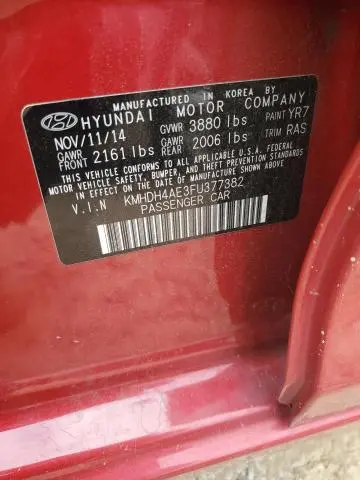 MANUFACTURED IN KOREA BY
HYUNDAI MOTOR COMPANY
NOV/11/14 GVWR 3880 lbs PAINT YR7
GAWR FRONT 2161 lbs GAWR REAR 2006 lbs TRIM RAS
THIS VEHICLE CONFORMS TO ALL APPLICABLE U.S.A. FEDERAL
MOTOR VEHICLE SAFETY, BUMPER, AND THEFT PREVENTION STANDARDS
IN EFFECT ON THE DATE OF MANUFACTURE SHOWN ABOVE.
V.I.N KMHDH4AE3FU377382
PASSENGER CAR